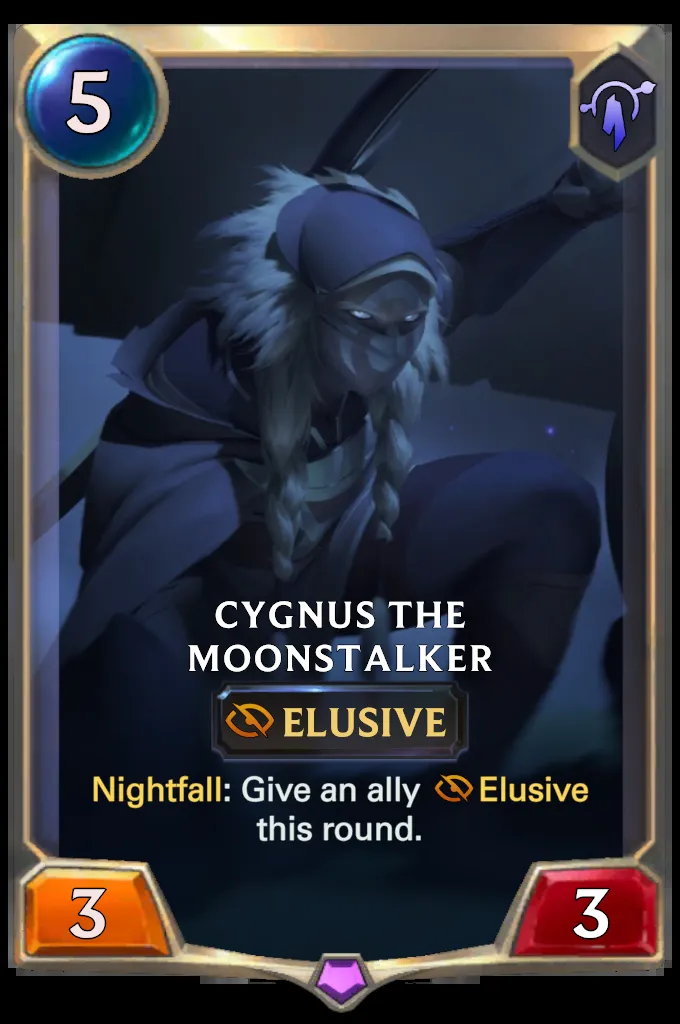 5
CYGNUS THE
MOONSTALKER
ELUSIVE
Nightfall: Give an ally Elusive
this round.
3
3